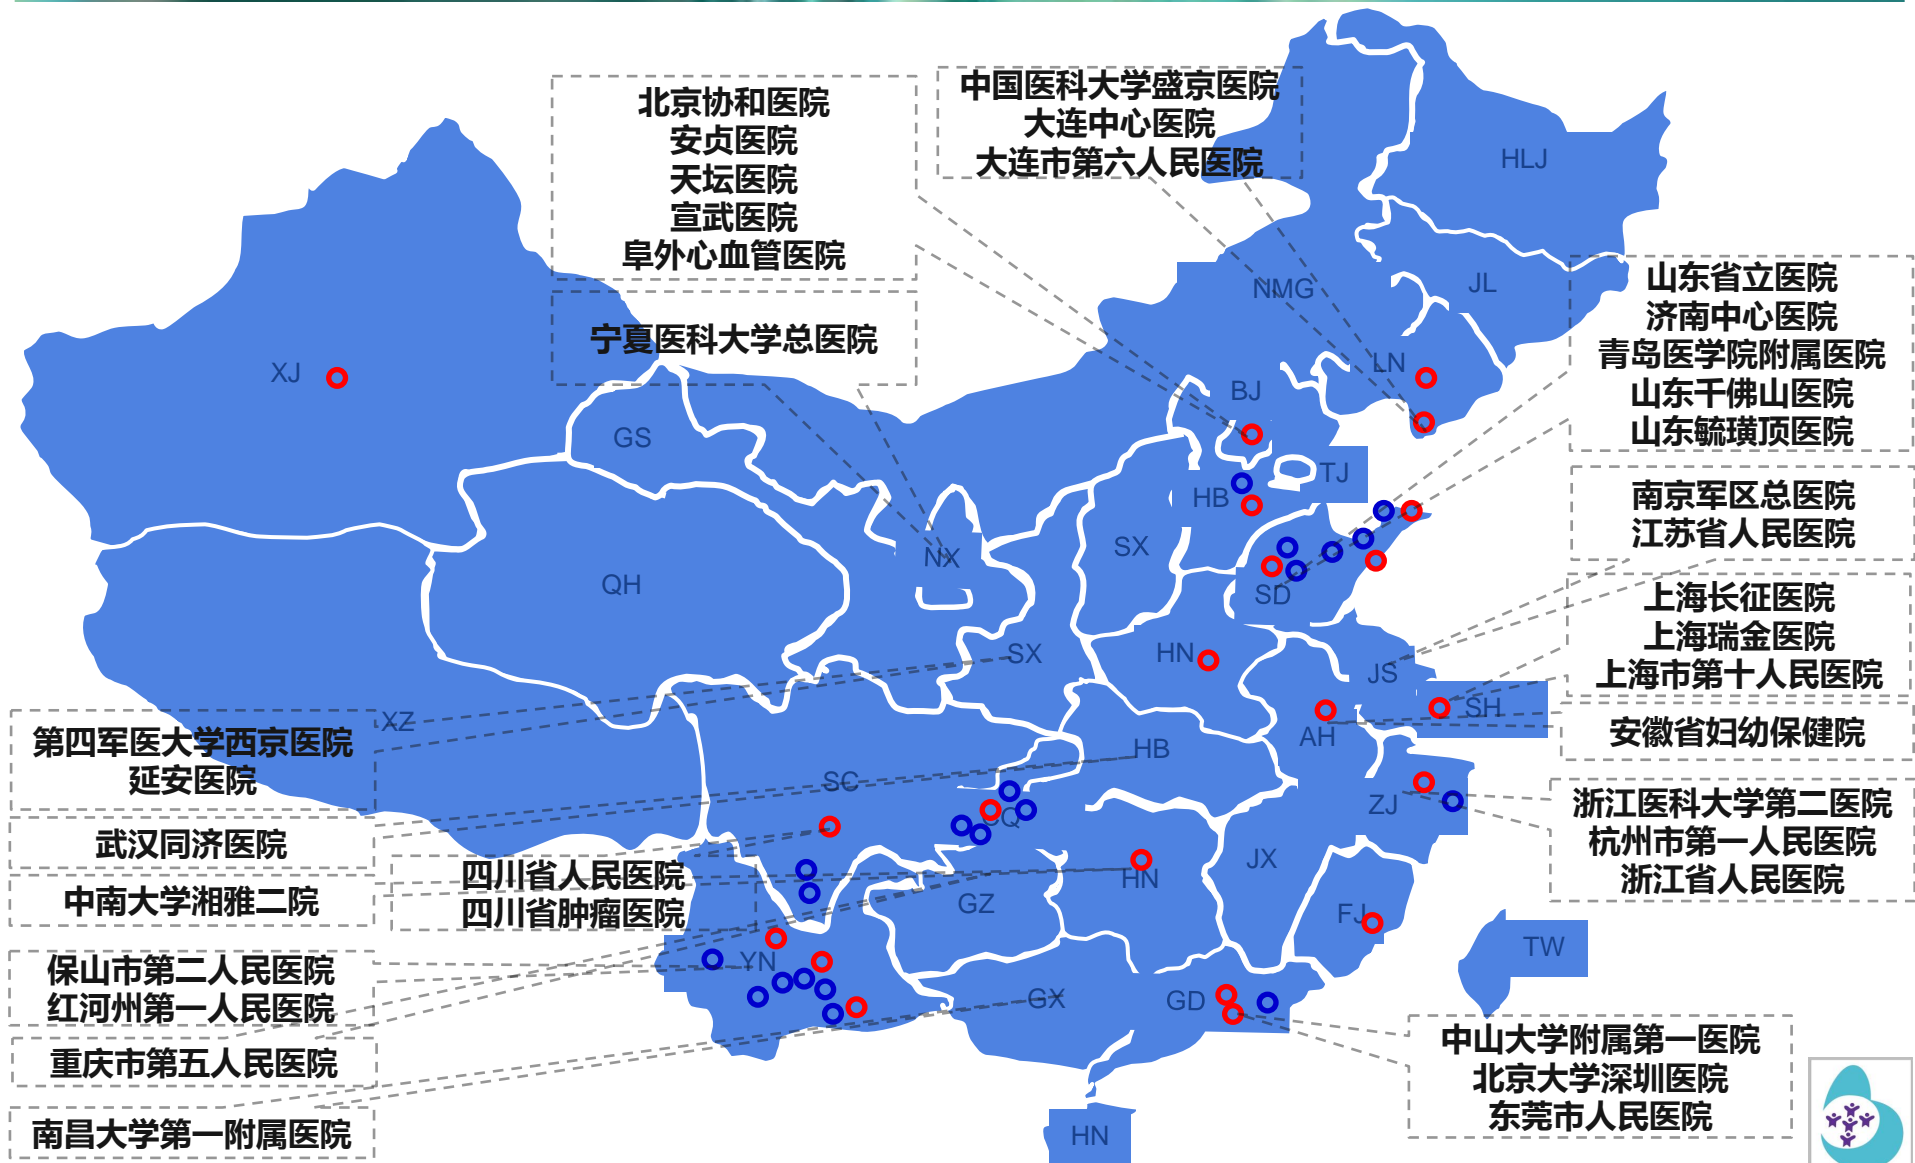 北京协和医院
安贞医院
天坛医院
宣武医院
阜外心血管医院
中国医科大学盛京医院
大连中心医院
大连市第六人民医院
HLJ
宁夏医科大学总医院
NMG
JL
山东省立医院
济南中心医院
青岛医学院附属医院
山东千佛山医院
山东毓璜顶医院
XJ
LN
BJ
GS
TJ
HB
南京军区总医院
江苏省人民医院
SX
NX
QH
SD
上海长征医院
上海瑞金医院
上海市第十人民医院
SX
HN
JS
SH
XZ
第四军医大学西京医院
延安医院
AH
安徽省妇幼保健院
HB
SC
CQ
ZJ
浙江医科大学第二医院
杭州市第一人民医院
浙江省人民医院
武汉同济医院
JX
四川省人民医院
四川省肿瘤医院
HN
中南大学湘雅二院
GZ
FJ
TW
保山市第二人民医院
红河州第一人民医院
YN
GX
GD
重庆市第五人民医院
中山大学附属第一医院
北京大学深圳医院
东莞市人民医院
南昌大学第一附属医院
HN